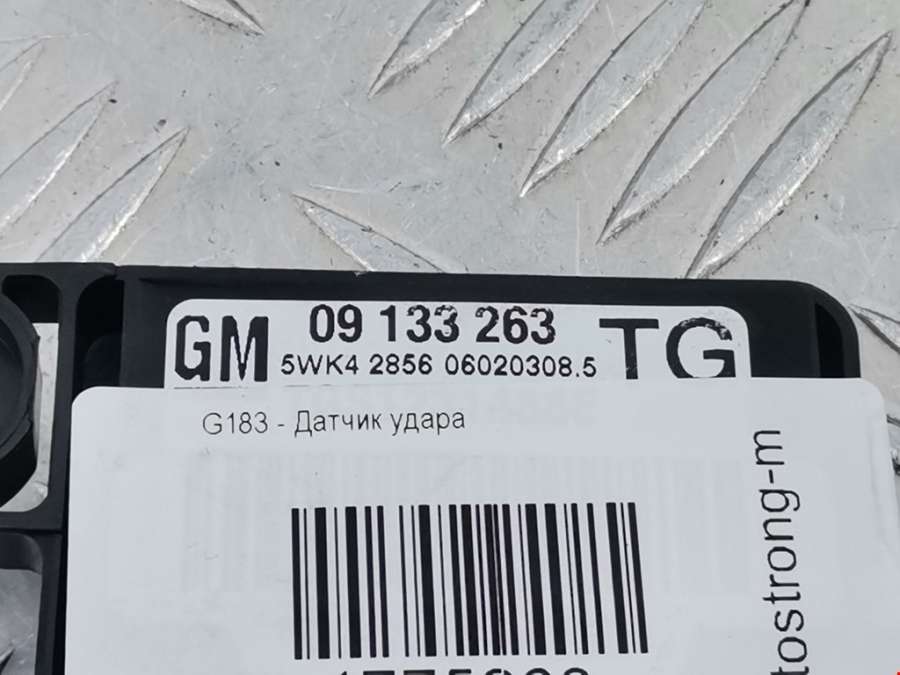 GM 09 133 263 TG
5WK4 2856 06020308.5
G183 - Датчик удара
tostrong-m